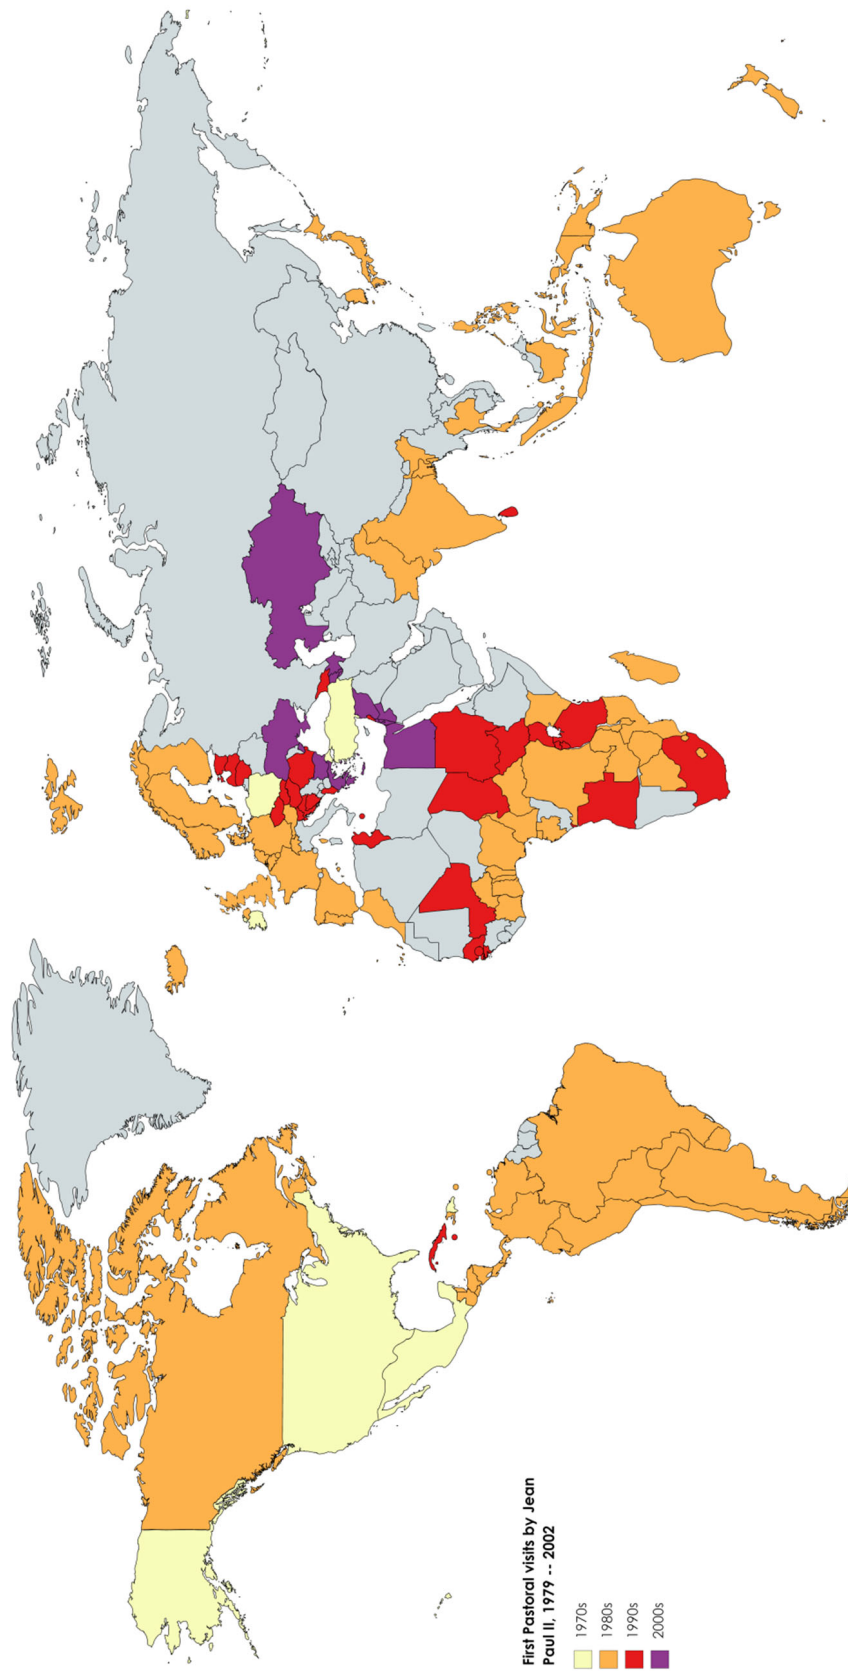 First Pastoral visits by Jean
Paul II, 1979 -- 2002
1970s
1980s
1990s
2000s